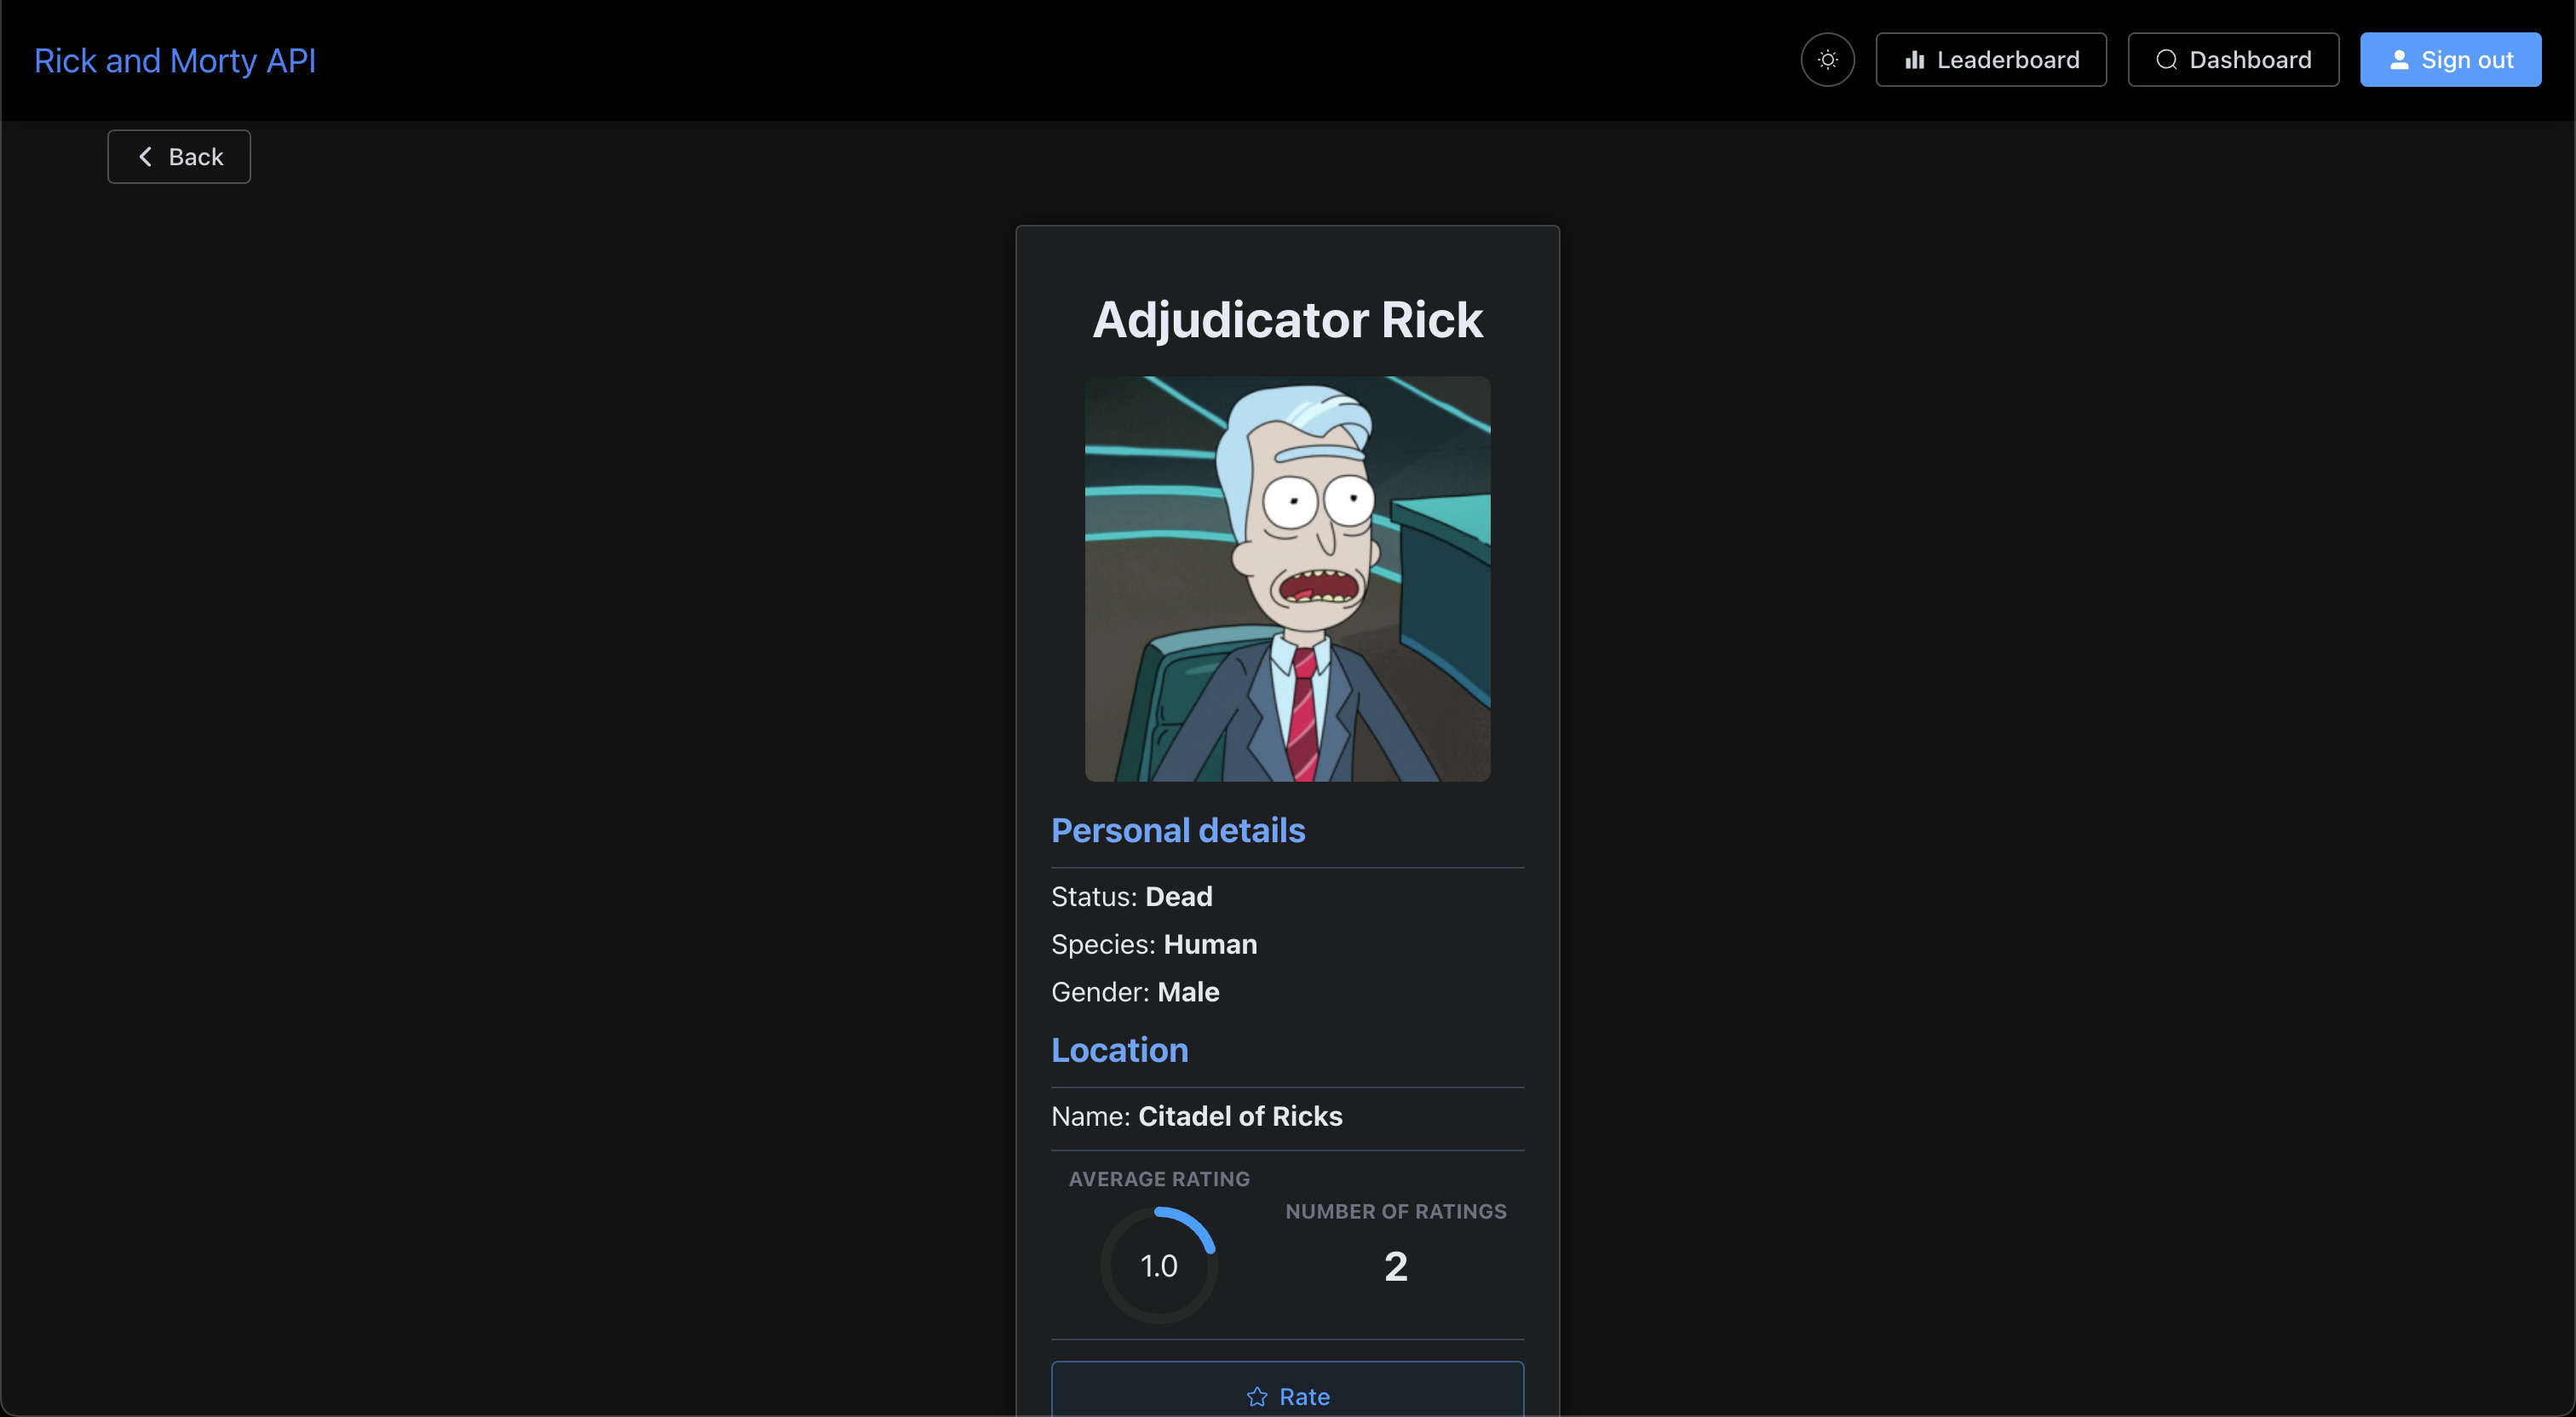 Rick and Morty API
Leaderboard
Dashboard
Sign out
Back
Adjudicator Rick
Personal details
Status: Dead
Species: Human
Gender: Male
Location
Name: Citadel of Ricks
AVERAGE RATING
1.0
NUMBER OF RATINGS
2
Rate